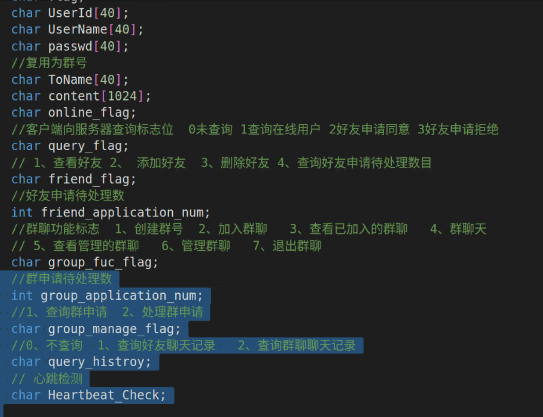 char UserId[40];
char UserName[40];
char passwd[40];
//复用为群号
char ToName[40];
char content[1024];
char online_flag;
//客户端向服务器查询标志位  0未查询 1查询在线用户 2好友申请同意 3好友申请拒绝
char query_flag;
// 1、查看好友 2、 添加好友  3、删除好友 4、查询好友申请待处理数目
char friend_flag;
//好友申请待处理数
int friend_application_num;
//群聊功能标志  1、创建群号  2、加入群聊   3、查看已加入的群聊   4、群聊天
// 5、查看管理的群聊   6、管理群聊   7、退出群聊
char group_fuc_flag;
//群申请待处理数
int group_application_num;
//1、查询群申请  2、处理群申请
char group_manage_flag;
//0、不查询  1、查询好友聊天记录   2、查询群聊聊天记录
char query_histroy;
// 心跳检测
char Heartbeat_Check;